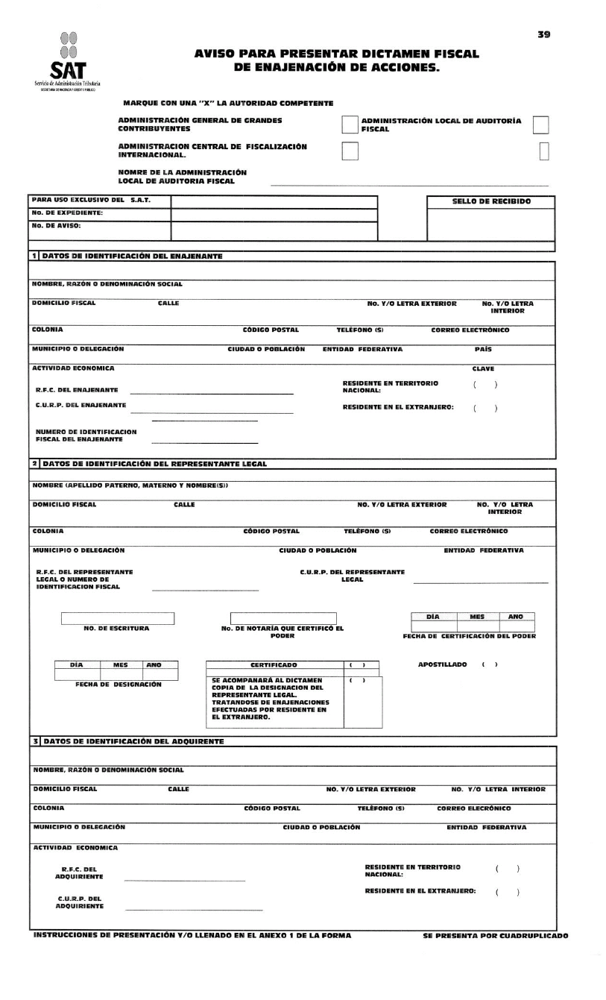 39
SAT
Servicio de Administración Tributaria
SECRETARIA DE HACIENDA Y CREDITO PUBLICO
AVISO PARA PRESENTAR DICTAMEN FISCAL
DE ENAJENACIÓN DE ACCIONES.
MARQUE CON UNA "X" LA AUTORIDAD COMPETENTE
ADMINISTRACIÓN GENERAL DE GRANDES
CONTRIBUYENTES
ADMINISTRACIÓN LOCAL DE AUDITORÍA
FISCAL
ADMINISTRACION CENTRAL DE FISCALIZACIÓN
INTERNACIONAL.
NOMRE DE LA ADMINISTRACIÓN
LOCAL DE AUDITORIA FISCAL
PARA USO EXCLUSIVO DEL S.A.T.
SELLO DE RECIBIDO
No. DE EXPEDIENTE:
No. DE AVISO:
1 DATOS DE IDENTIFICACIÓN DEL ENAJENANTE
NOMBRE, RAZÓN O DENOMINACIÓN SOCIAL
DOMICILIO FISCAL CALLE No. Y/O LETRA EXTERIOR No. Y/O LETRA
INTERIOR
COLONIA CÓDIGO POSTAL TELÉFONO (S) CORREO ELECTRÓNICO
MUNICIPIO O DELEGACIÓN CIUDAD O POBLACIÓN ENTIDAD FEDERATIVA PAÍS
ACTIVIDAD ECONOMICA CLAVE
R.F.C. DEL ENAJENANTE
RESIDENTE EN TERRITORIO
NACIONAL: ( )
C.U.R.P. DEL ENAJENANTE
RESIDENTE EN EL EXTRANJERO: ( )
NUMERO DE IDENTIFICACION
FISCAL DEL ENAJENANTE
2 DATOS DE IDENTIFICACIÓN DEL REPRESENTANTE LEGAL
NOMBRE (APELLIDO PATERNO, MATERNO Y NOMBRE(S))
DOMICILIO FISCAL CALLE NO. Y/O LETRA EXTERIOR NO. Y/O LETRA
INTERIOR
COLONIA CÓDIGO POSTAL TELÉFONO (S) CORREO ELECTRÓNICO
MUNICIPIO O DELEGACIÓN CIUDAD O POBLACIÓN ENTIDAD FEDERATIVA
R.F.C. DEL REPRESENTANTE
LEGAL O NUMERO DE
IDENTIFICACION FISCAL
C.U.R.P. DEL REPRESENTANTE
LEGAL
NO. DE ESCRITURA
No. DE NOTARÍA QUE CERTIFICÓ EL
PODER
DÍA MES ANO
FECHA DE CERTIFICACIÓN DEL PODER
DÍA MES ANO
FECHA DE DESIGNACIÓN
CERTIFICADO ( )
SE ACOMPANARÁ AL DICTAMEN ( )
COPIA DE LA DESIGNACION DEL
REPRESENTANTE LEGAL.
TRATANDOSE DE ENAJENACIONES
EFECTUADAS POR RESIDENTE EN
EL EXTRANJERO.
APOSTILLADO ( )
3 DATOS DE IDENTIFICACIÓN DEL ADQUIRENTE
NOMBRE, RAZÓN O DENOMINACIÓN SOCIAL
DOMICILIO FISCAL CALLE NO. Y/O LETRA EXTERIOR NO. Y/O LETRA INTERIOR
COLONIA CÓDIGO POSTAL TELÉFONO (S) CORREO ELECRÓNICO
MUNICIPIO O DELEGACIÓN CIUDAD O POBLACIÓN ENTIDAD FEDERATIVA
ACTIVIDAD ECONOMICA
R.F.C. DEL
ADQUIRIENTE
RESIDENTE EN TERRITORIO
NACIONAL: ( )
C.U.R.P. DEL
ADQUIRIENTE
RESIDENTE EN EL EXTRANJERO: ( )
INSTRUCCIONES DE PRESENTACIÓN Y/O LLENADO EN EL ANEXO 1 DE LA FORMA SE PRESENTA POR CUADRUPLICADO